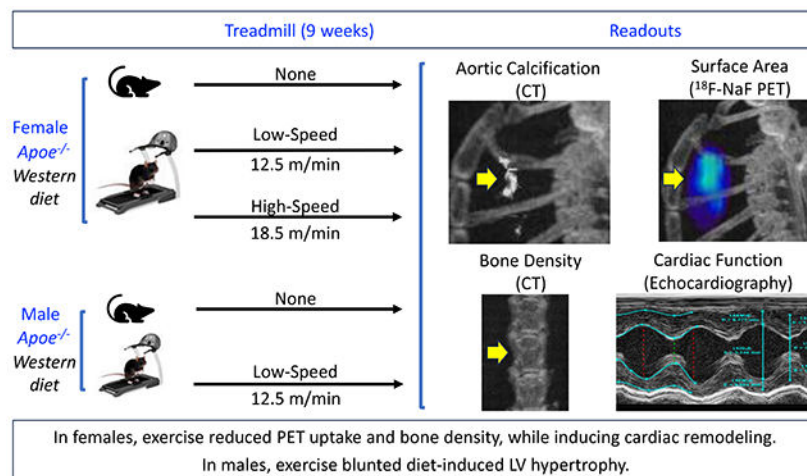 Treadmill (9 weeks)
Readouts
Female
Apoe-/-
Western
diet
None
Low-Speed
12.5 m/min
High-Speed
18.5 m/min
Male
Apoe-/-
Western
diet
None
Low-Speed
12.5 m/min
Aortic Calcification
(CT)
Surface Area
(18F-NaF PET)
Bone Density
(CT)
Cardiac Function
(Echocardiography)
In females, exercise reduced PET uptake and bone density, while inducing cardiac remodeling.
In males, exercise blunted diet-induced LV hypertrophy.